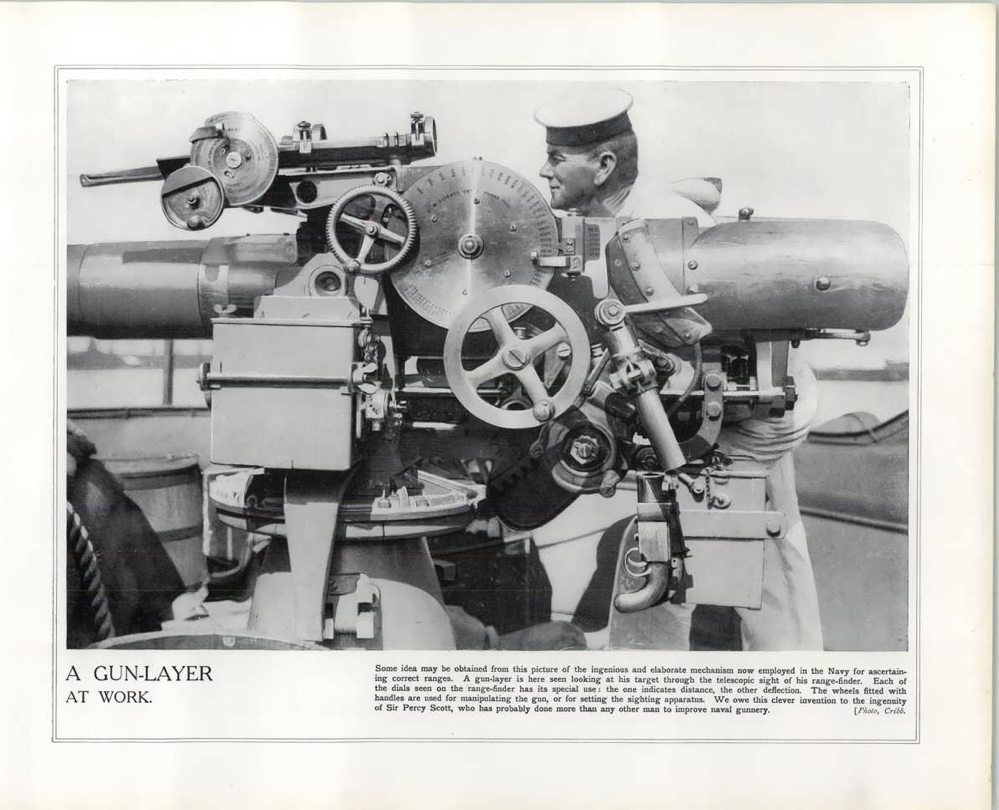 A GUN-LAYER
AT WORK.
Some idea may be obtained from this picture of the ingenious and elaborate mechanism now employed in the Navy for ascertain-
ing correct ranges. A gun-layer is here seen looking at his target through the telescopic sight of his range-finder. Each of
the dials seen on the range-finder has its special use: the one indicates distance, the other deflection. The wheels fitted with
handles are used for manipulating the gun, or for setting the sighting apparatus. We owe this clever invention to the ingenuity
of Sir Percy Scott, who has probably done more than any other man to improve naval gunnery. [Photo, Cribb.